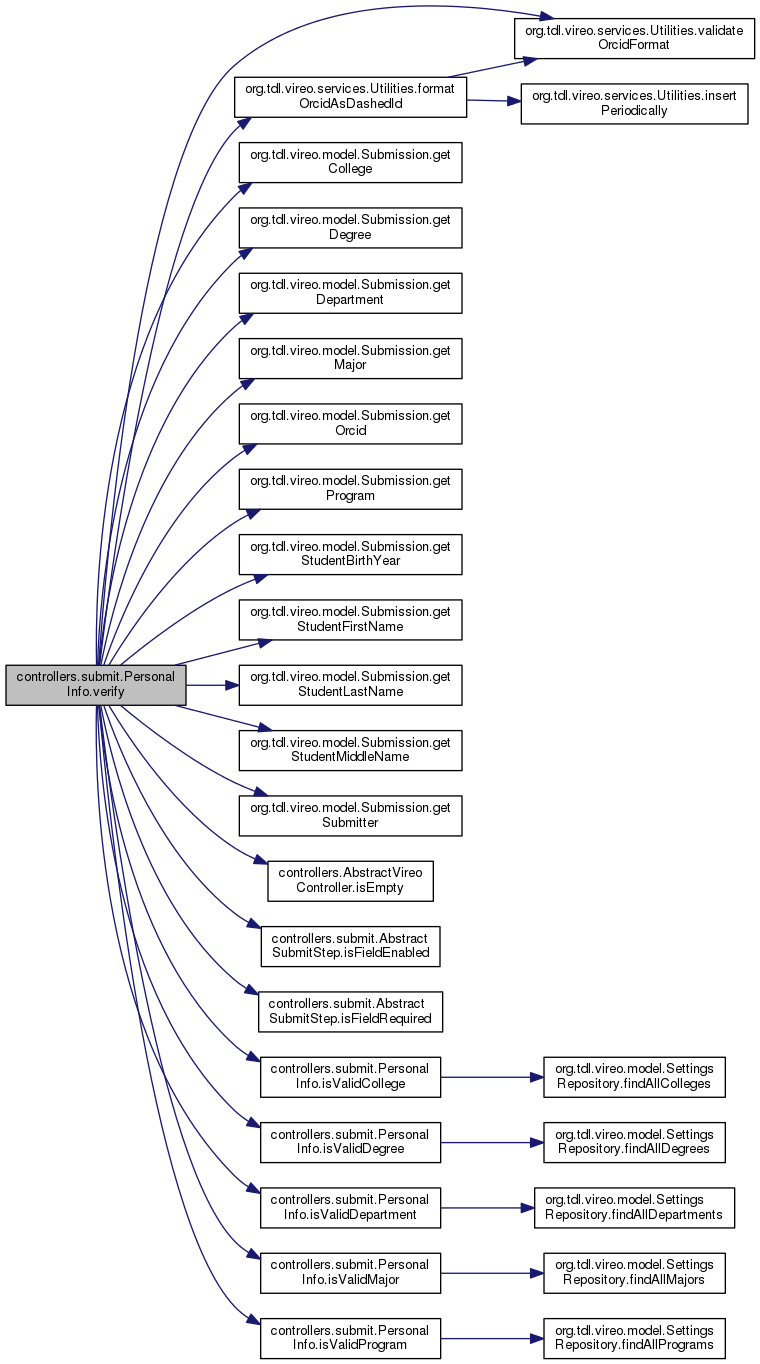 org.tdl.vireo.services.Utilities.validate
OrcidFormat
org.tdl.vireo.services.Utilities.format
OrcidAsDashedId
org.tdl.vireo.services.Utilities.insert
Periodically
org.tdl.vireo.model.Submission.get
College
org.tdl.vireo.model.Submission.get
Degree
org.tdl.vireo.model.Submission.get
Department
org.tdl.vireo.model.Submission.get
Major
org.tdl.vireo.model.Submission.get
Orcid
org.tdl.vireo.model.Submission.get
Program
org.tdl.vireo.model.Submission.get
StudentBirthYear
org.tdl.vireo.model.Submission.get
StudentFirstName
controllers.submit.Personal
Info.verify
org.tdl.vireo.model.Submission.get
StudentLastName
org.tdl.vireo.model.Submission.get
StudentMiddleName
org.tdl.vireo.model.Submission.get
Submitter
controllers.AbstractVireo
Controller.isEmpty
controllers.submit.Abstract
SubmitStep.isFieldEnabled
controllers.submit.Abstract
SubmitStep.isFieldRequired
controllers.submit.Personal
Info.isValidCollege
org.tdl.vireo.model.Settings
Repository.findAllColleges
controllers.submit.Personal
Info.isValidDegree
org.tdl.vireo.model.Settings
Repository.findAllDegrees
controllers.submit.Personal
Info.isValidDepartment
org.tdl.vireo.model.Settings
Repository.findAllDepartments
controllers.submit.Personal
Info.isValidMajor
org.tdl.vireo.model.Settings
Repository.findAllMajors
controllers.submit.Personal
Info.isValidProgram
org.tdl.vireo.model.Settings
Repository.findAllPrograms